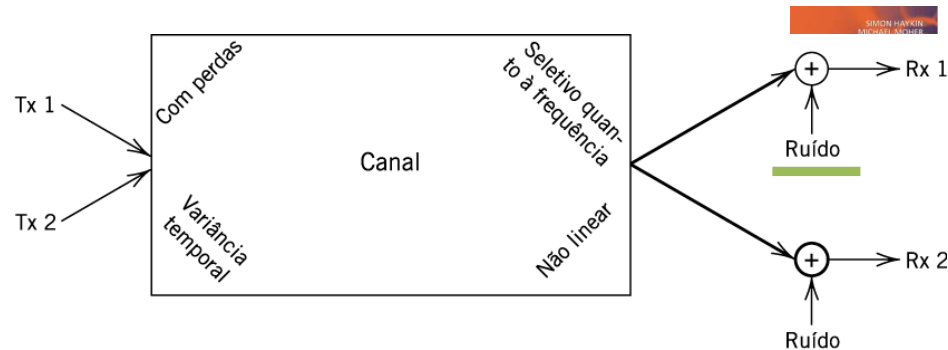 SIMON HAYKIN
MICHAEL MOHER
Tx 1
Tx 2
Com perdas
Variância
temporal
Canal
Seletivo quan-
to à frequência
Não linear
Rx 1
Ruído
Rx 2
Ruído